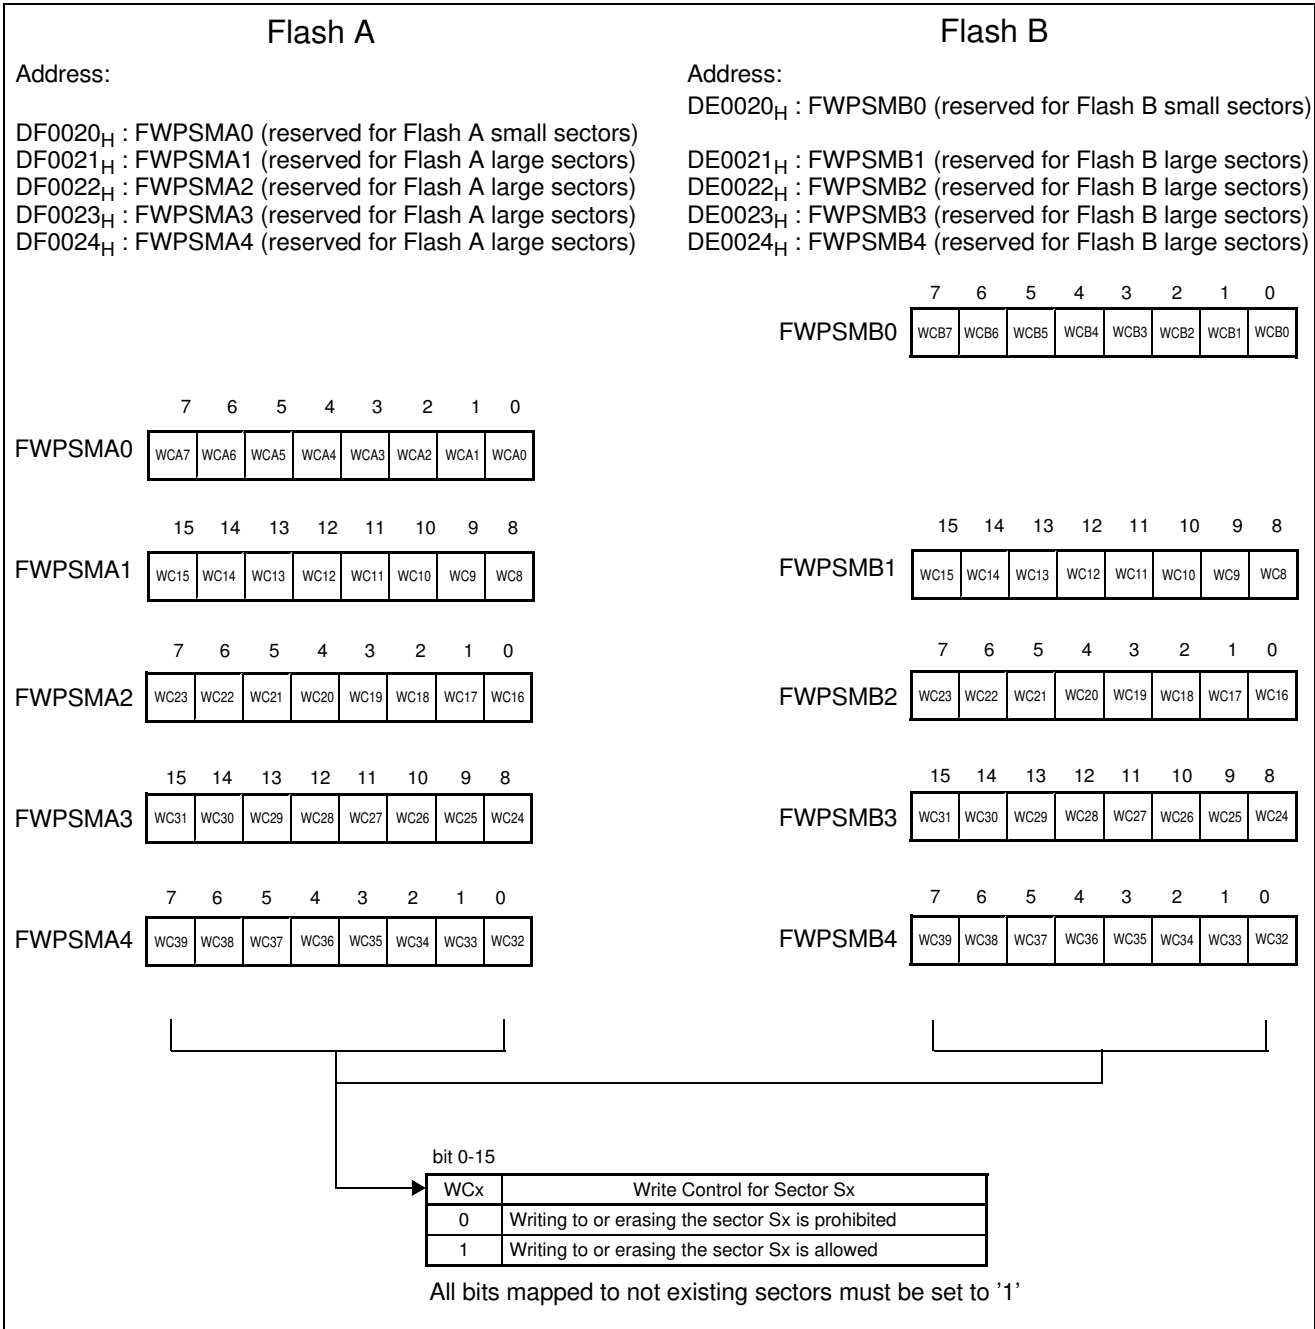 Flash A
Address:
DF0020H : FWPSMA0 (reserved for Flash A small sectors)
DF0021H : FWPSMA1 (reserved for Flash A large sectors)
DF0022H : FWPSMA2 (reserved for Flash A large sectors)
DF0023H : FWPSMA3 (reserved for Flash A large sectors)
DF0024H : FWPSMA4 (reserved for Flash A large sectors)
7 6 5 4 3 2 1 0
FWPSMA0 WCA7 WCA6 WCA5 WCA4 WCA3 WCA2 WCA1 WCA0
15 14 13 12 11 10 9 8
FWPSMA1 WC15 WC14 WC13 WC12 WC11 WC10 WC9 WC8
7 6 5 4 3 2 1 0
FWPSMA2 WC23 WC22 WC21 WC20 WC19 WC18 WC17 WC16
15 14 13 12 11 10 9 8
FWPSMA3 WC31 WC30 WC29 WC28 WC27 WC26 WC25 WC24
7 6 5 4 3 2 1 0
FWPSMA4 WC39 WC38 WC37 WC36 WC35 WC34 WC33 WC32
Flash B
Address:
DE0020H : FWPSMB0 (reserved for Flash B small sectors)
DE0021H : FWPSMB1 (reserved for Flash B large sectors)
DE0022H : FWPSMB2 (reserved for Flash B large sectors)
DE0023H : FWPSMB3 (reserved for Flash B large sectors)
DE0024H : FWPSMB4 (reserved for Flash B large sectors)
7 6 5 4 3 2 1 0
FWPSMB0 WCB7 WCB6 WCB5 WCB4 WCB3 WCB2 WCB1 WCB0
15 14 13 12 11 10 9 8
FWPSMB1 WC15 WC14 WC13 WC12 WC11 WC10 WC9 WC8
7 6 5 4 3 2 1 0
FWPSMB2 WC23 WC22 WC21 WC20 WC19 WC18 WC17 WC16
15 14 13 12 11 10 9 8
FWPSMB3 WC31 WC30 WC29 WC28 WC27 WC26 WC25 WC24
7 6 5 4 3 2 1 0
FWPSMB4 WC39 WC38 WC37 WC36 WC35 WC34 WC33 WC32
bit 0-15
WCx Write Control for Sector Sx
0 Writing to or erasing the sector Sx is prohibited
1 Writing to or erasing the sector Sx is allowed
All bits mapped to not existing sectors must be set to ’1’